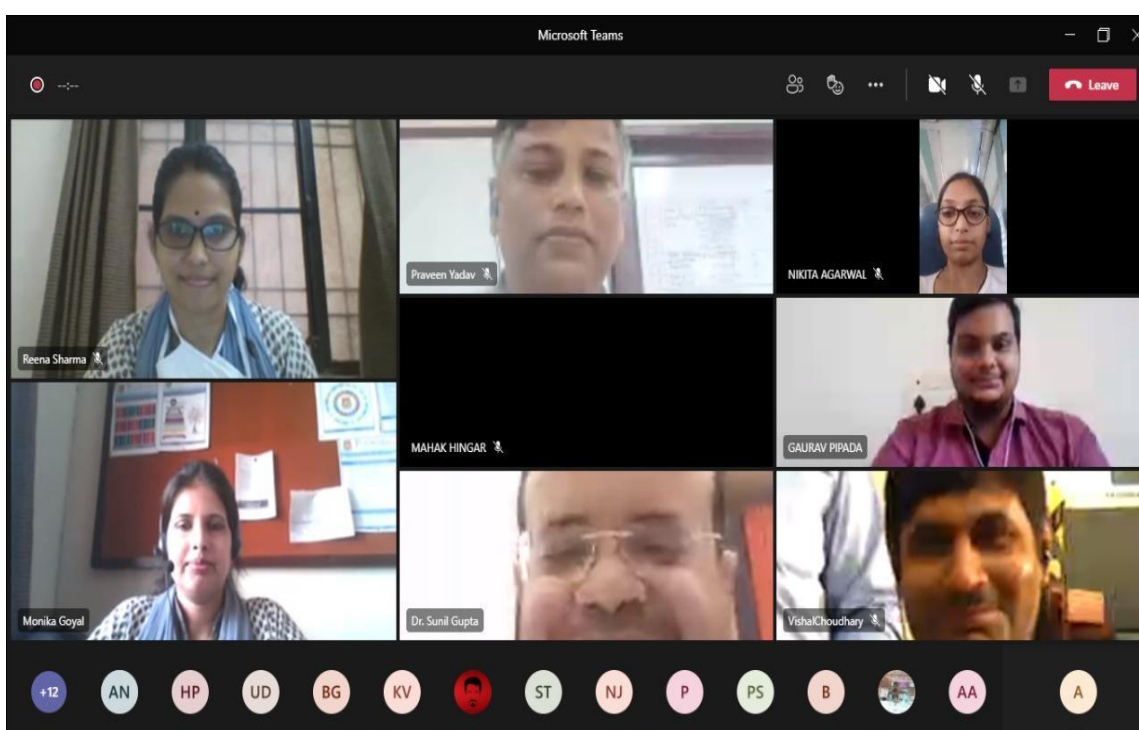 Microsoft Teams
--:--
Leave
Reena Sharma
Praveen Yadav
NIKITA AGARWAL
MAHAK HINGAR
GAURAV PIPADA
Monika Goyal
Dr. Sunil Gupta
VishalChoudhary
+12 AN HP UD BG KV ST NJ P PS B AA A